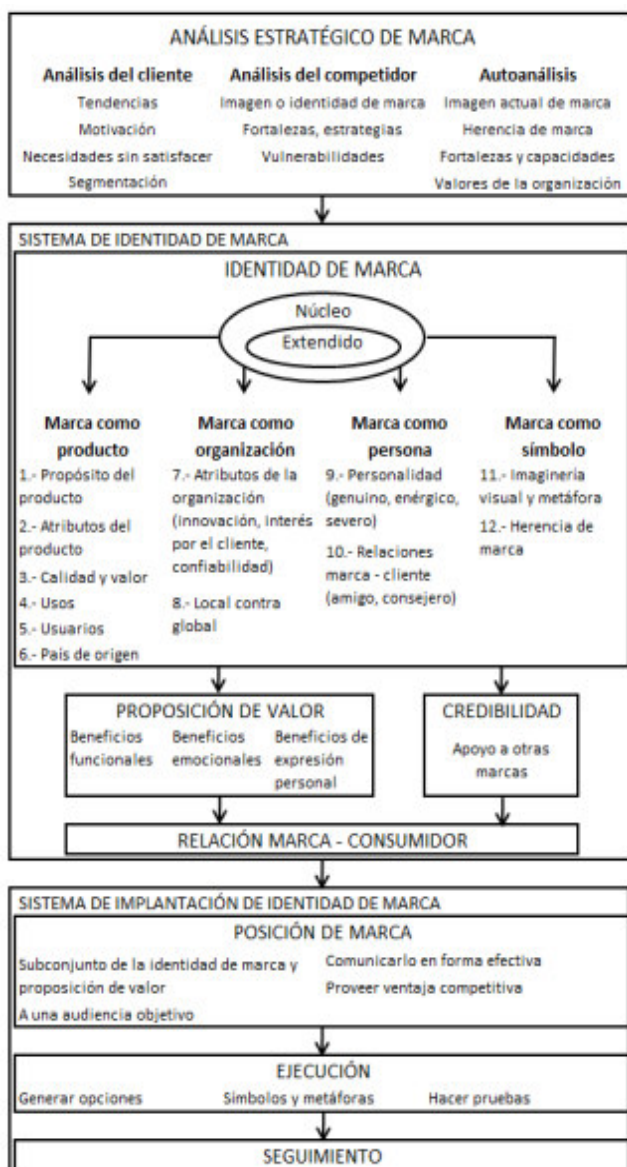 ANÁLISIS ESTRATÉGICO DE MARCA
Análisis del cliente
Tendencias
Motivación
Necesidades sin satisfacer
Segmentación
Análisis del competidor
Imagen o identidad de marca
Fortalezas, estrategias
Vulnerabilidades
Autoanálisis
Imagen actual de marca
Herencia de marca
Fortalezas y capacidades
Valores de la organización
SISTEMA DE IDENTIDAD DE MARCA
IDENTIDAD DE MARCA
Núcleo
Extendido
Marca como
producto
1.- Propósito del
producto
2.- Atributos del
producto
3.- Calidad y valor
4.- Usos
5.- Usuarios
6.- País de origen
Marca como
organización
7.- Atributos de la
organización
(innovación, interés
por el cliente,
confiabilidad)
8.- Local contra
global
Marca como
persona
9.- Personalidad
(genuino, enérgico,
severo)
10.- Relaciones
marca - cliente
(amigo, consejero)
Marca como
símbolo
11.- Imaginería
visual y metáfora
12.- Herencia de
marca
PROPOSICIÓN DE VALOR
Beneficios
funcionales
Beneficios
emocionales
Beneficios de
expresión
personal
CREDIBILIDAD
Apoyo a otras
marcas
RELACIÓN MARCA - CONSUMIDOR
SISTEMA DE IMPLANTACIÓN DE IDENTIDAD DE MARCA
POSICIÓN DE MARCA
Subconjunto de la identidad de marca y
proposición de valor
A una audiencia objetivo
Comunicarlo en forma efectiva
Proveer ventaja competitiva
EJECUCIÓN
Generar opciones
Símbolos y metáforas
Hacer pruebas
SEGUIMIENTO